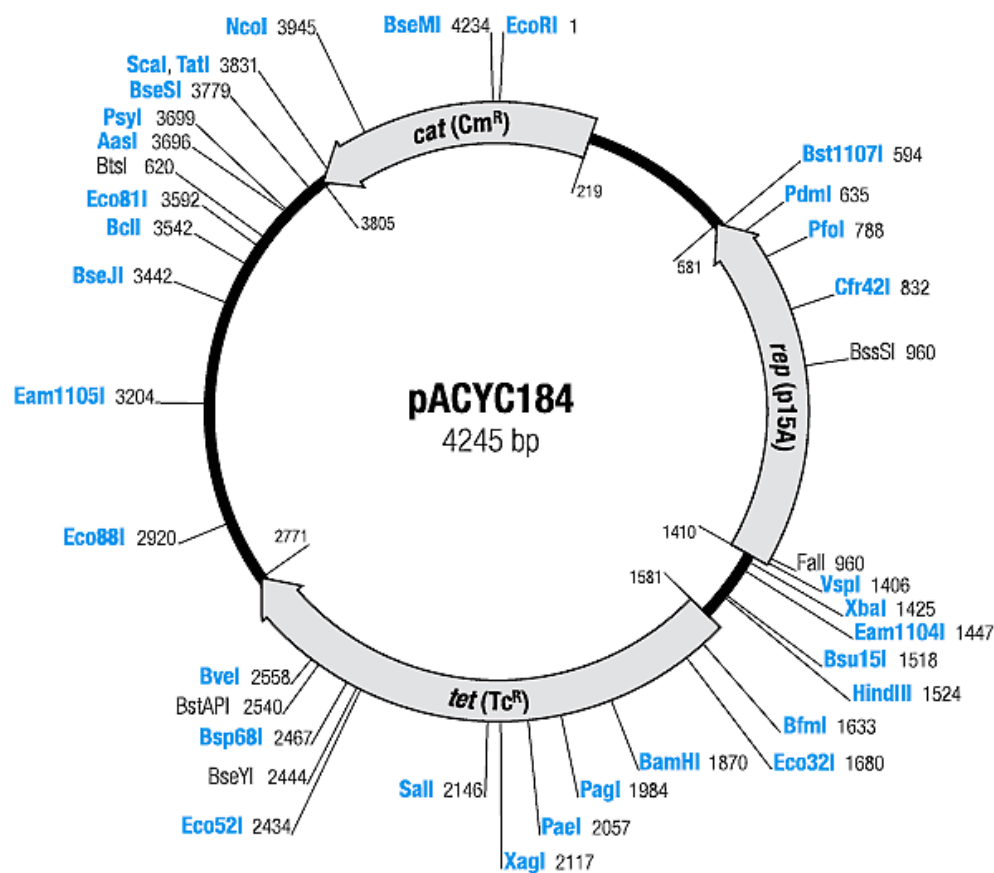 NcoI 3945
BseMI 4234
EcoRI 1
ScaI, TatI 3831
BseSI 3779
PsyI 3699
AasI 3696
BtsI 620
Eco81I 3592
BclI 3542
BseJI 3442
Eam1105I 3204
Eco88I 2920
cat (CmR)
219
3805
Bst1107I 594
PdmI 635
PfoI 788
581
Cfr42I 832
BssSI 960
rep (p15A)
pACYC184
4245 bp
1410
FaII 960
VspI 1406
XbaI 1425
Eam1104I 1447
Bsu15I 1518
HindIII 1524
BfmI 1633
Eco32I 1680
BamHI 1870
PagI 1984
PaeI 2057
XagI 2117
SalI 2146
2771
1581
tet (TcR)
BveI 2558
BstAPI 2540
Bsp68I 2467
BseYI 2444
Eco52I 2434